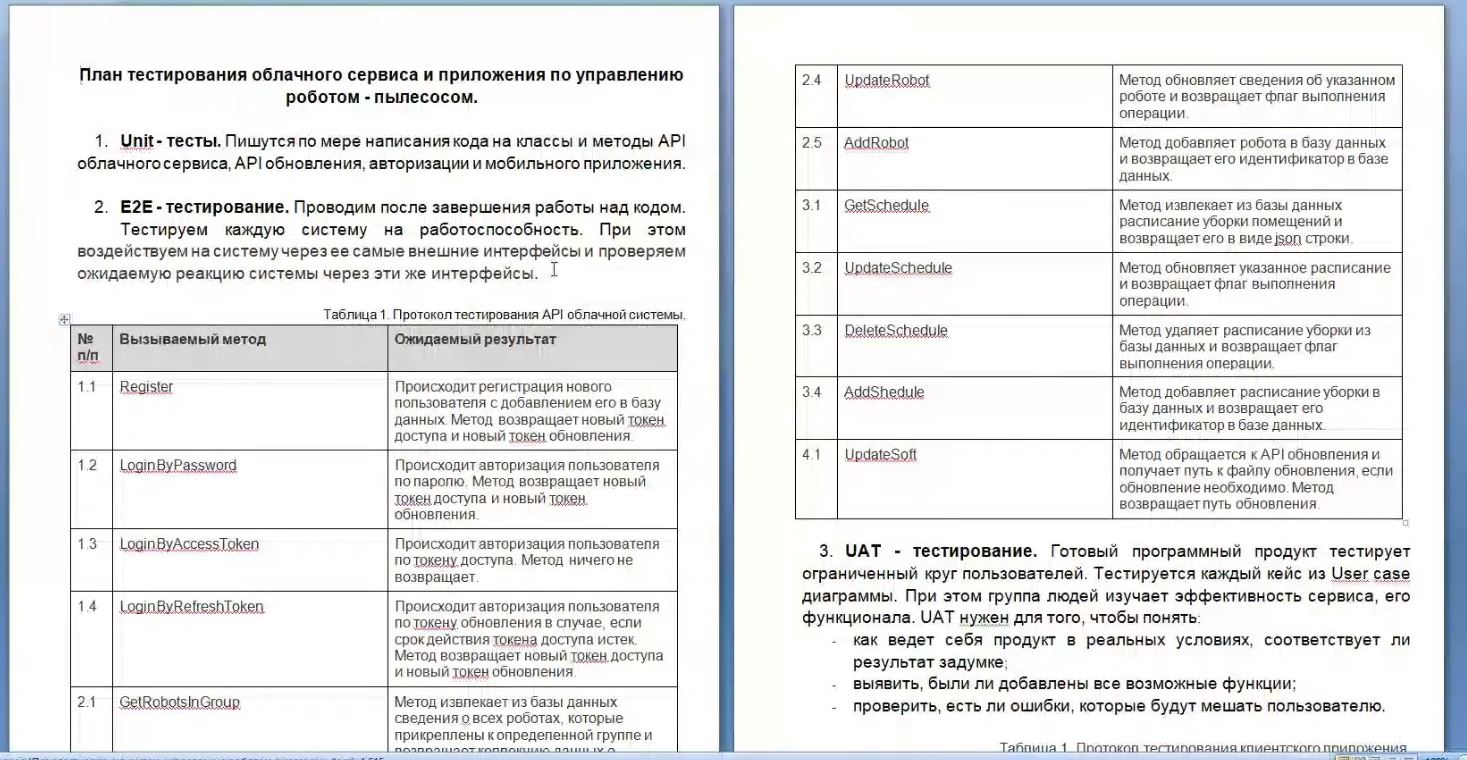 План тестирования облачного сервиса и приложения по управлению
роботом - пылесосом.
1. Unit - тесты. Пишутся по мере написания кода на классы и методы API
облачного сервиса, API обновления, авторизации и мобильного приложения.
2. E2E - тестирование. Проводим после завершения работы над кодом.
Тестируем каждую систему на работоспособность. При этом
воздействуем на систему через ее самые внешние интерфейсы и проверяем
ожидаемую реакцию системы через эти же интерфейсы.
Таблица 1. Протокол тестирования API облачной системы.
№
п/п
Вызываемый метод
Ожидаемый результат
1.1
Register
Происходит регистрация нового
пользователя с добавлением его в базу
данных. Метод возвращает новый токен
доступа и новый токен обновления.
1.2
LoginByPassword
Происходит авторизация пользователя
по паролю. Метод возвращает новый
токен доступа и новый токен
обновления.
1.3
LoginByAccessToken
Происходит авторизация пользователя
по токену доступа. Метод ничего не
возвращает.
1.4
LoginByRefreshToken
Происходит авторизация пользователя
по токену обновления в случае, если
срок действия токена доступа истек.
Метод возвращает новый токен доступа
и новый токен обновления.
2.1
GetRobotsInGroup
Метод извлекает из базы данных
сведения о всех роботах, которые
прикреплены к определенной группе и
возвращает коллекцию данных о
2.4
UpdateRobot
Метод обновляет сведения об указанном
роботе и возвращает флаг выполнения
операции.
2.5
AddRobot
Метод добавляет робота в базу данных
и возвращает его идентификатор в базе
данных.
3.1
GetSchedule
Метод извлекает из базы данных
расписание уборки помещений и
возвращает его в виде json строки.
3.2
UpdateSchedule
Метод обновляет указанное расписание
и возвращает флаг выполнения
операции.
3.3
DeleteSchedule
Метод удаляет расписание уборки из
базы данных и возвращает флаг
выполнения операции.
3.4
AddShedule
Метод добавляет расписание уборки в
базу данных и возвращает его
идентификатор в базе данных.
4.1
UpdateSoft
Метод обращается к API обновления и
получает путь к файлу обновления, если
обновление необходимо. Метод
возвращает путь обновления.
3. UAT - тестирование. Готовый программный продукт тестирует
ограниченный круг пользователей. Тестируется каждый кейс из User case
диаграммы. При этом группа людей изучает эффективность сервиса, его
функционала. UAT нужен для того, чтобы понять:
- как ведет себя продукт в реальных условиях, соответствует ли
результат задумке;
- выявить, были ли добавлены все возможные функции;
- проверить, есть ли ошибки, которые будут мешать пользователю.
Таблица 1. Протокол тестирования клиентского приложения.